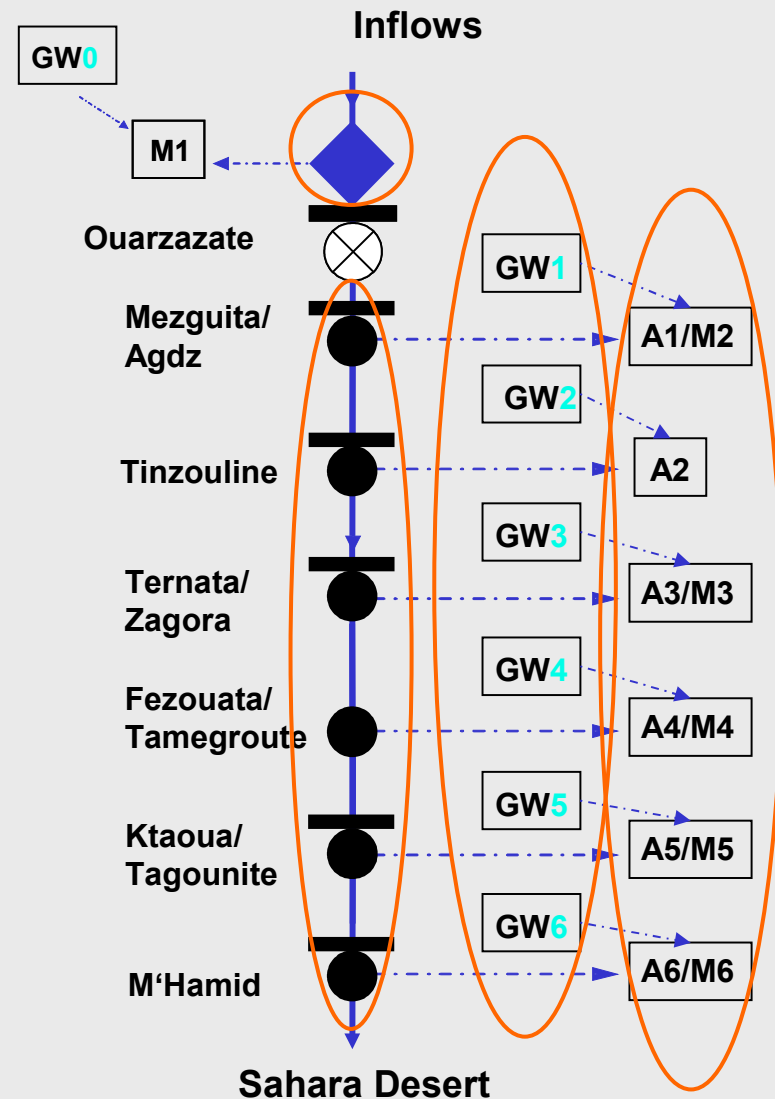 Inflows
GW0
M1
Ouarzazate
GW1
Mezguita/
Agdz
A1/M2
GW2
Tinzouline
A2
GW3
Ternata/
Zagora
A3/M3
GW4
Fezouata/
Tamegroute
A4/M4
GW5
Ktaoua/
Tagounite
A5/M5
GW6
M‘Hamid
A6/M6
Sahara Desert